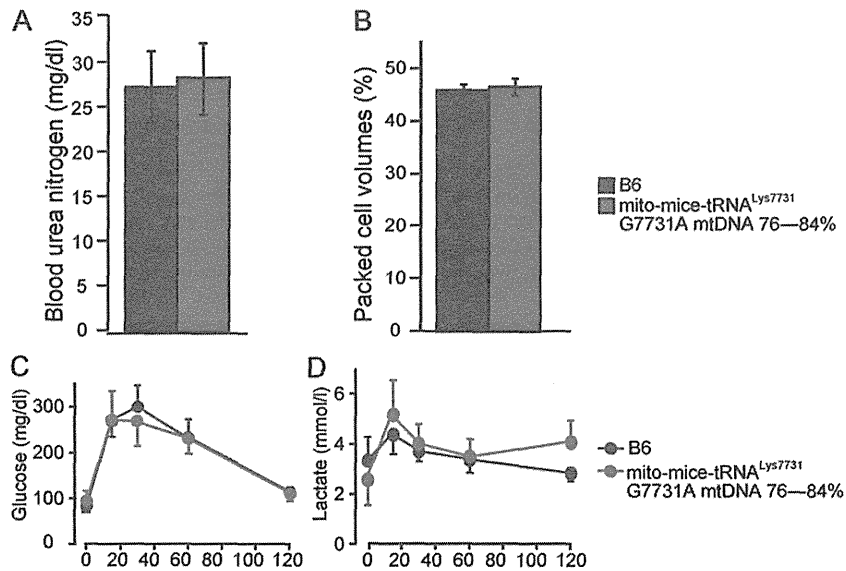 A
Blood urea nitrogen (mg/dl)
35
30
25
20
15
10
5
0
B
Packed cell volumes (%)
50
40
30
20
10
0
B6
mito-mice-tRNALys7731
G7731A mtDNA 76—84%
C
Glucose (mg/dl)
300
200
100
0
0 20 40 60 80 100 120
D
Lactate (mmol/l)
6
4
2
0
0 20 40 60 80 100 120
B6
mito-mice-tRNALys7731
G7731A mtDNA 76—84%